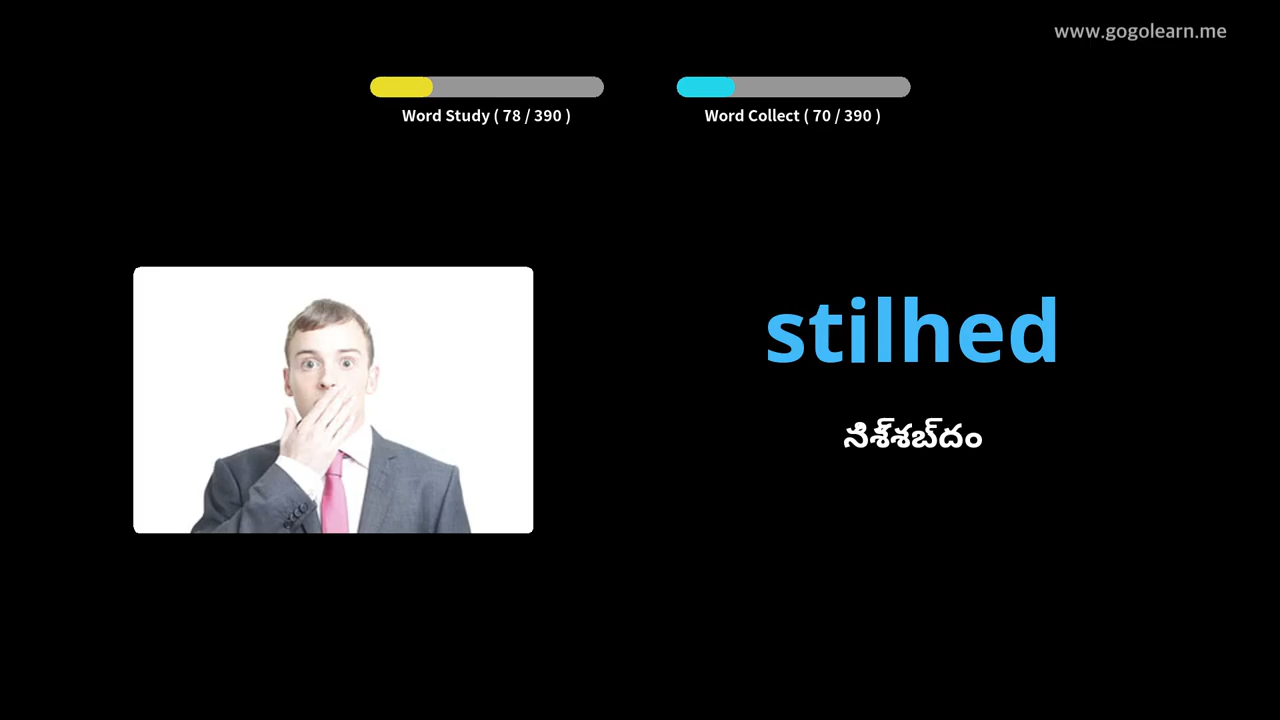 www.gogolearn.me
Word Study ( 78 / 390 )
Word Collect ( 70 / 390 )
stilhed
నిశ్శబ్దం